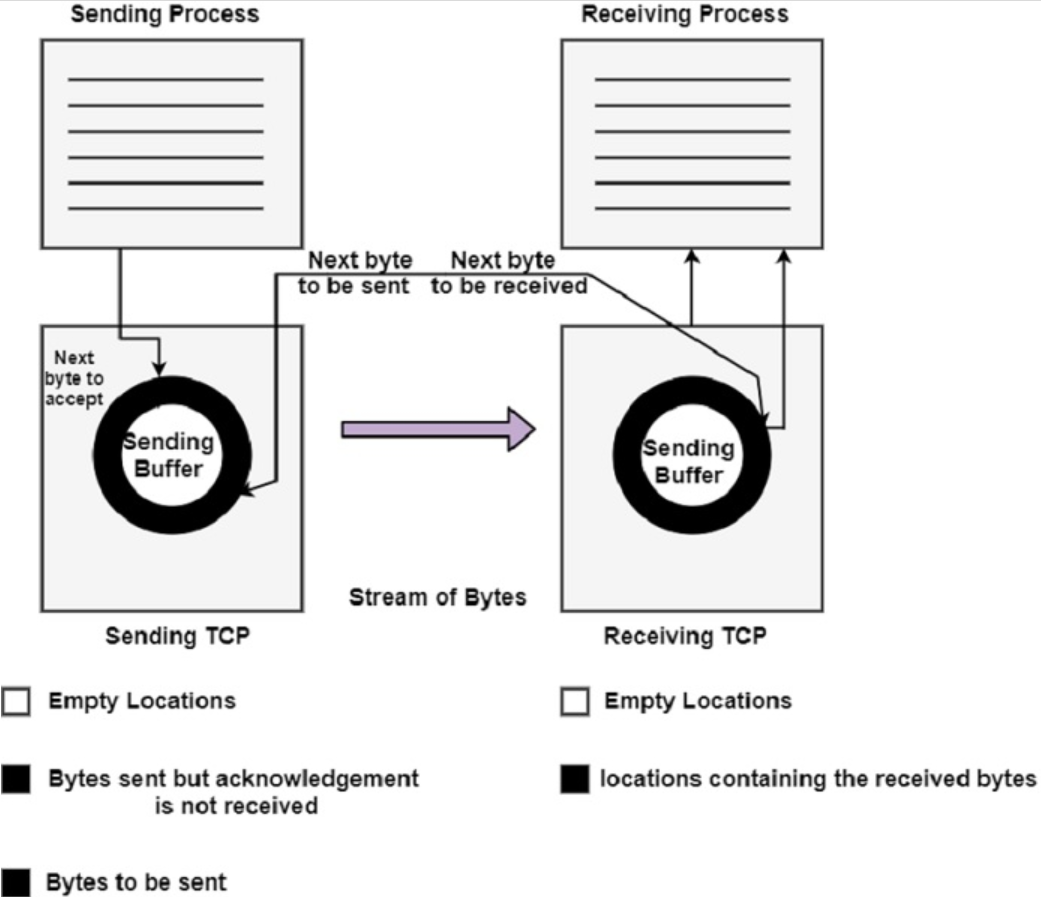 Sending Process
Receiving Process
Next byte
to be sent
Next byte
to be received
Next
byte to
accept
Sending
Buffer
Sending
Buffer
Stream of Bytes
Sending TCP
Receiving TCP
Empty Locations
Empty Locations
Bytes sent but acknowledgement
is not received
locations containing the received bytes
Bytes to be sent